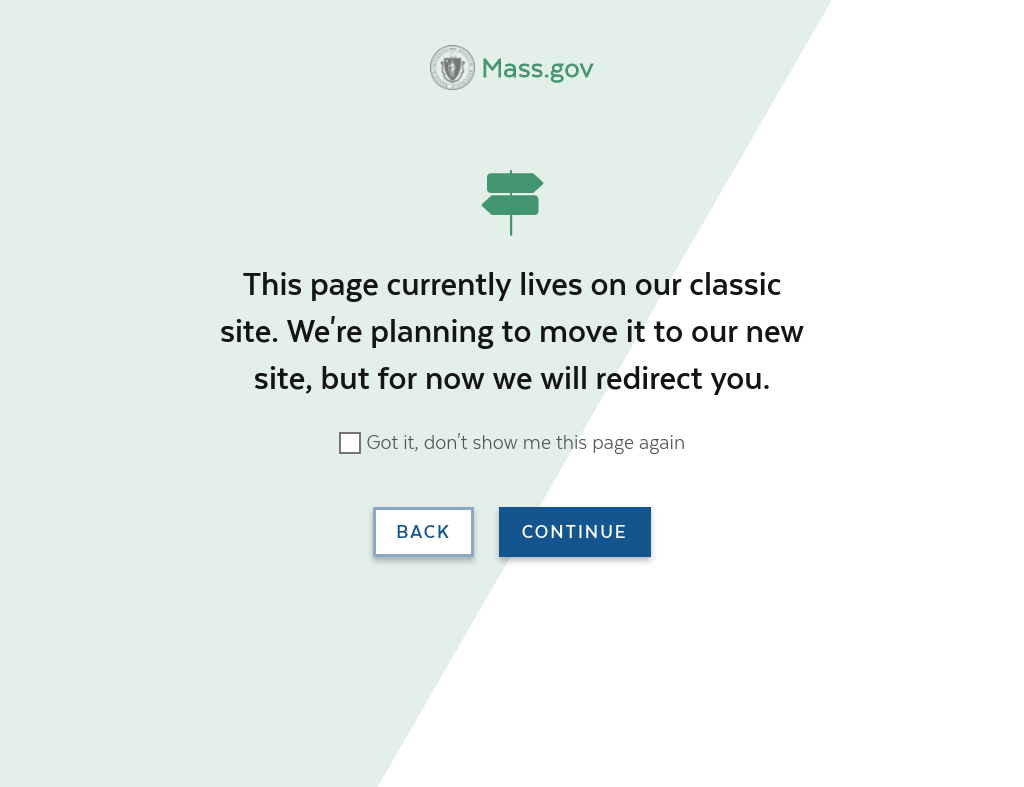 Mass.gov
This page currently lives on our classic
site. We're planning to move it to our new
site, but for now we will redirect you.
Got it, don't show me this page again
BACK
CONTINUE